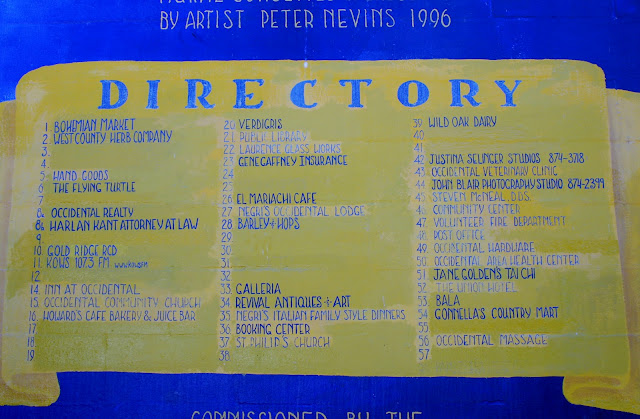 BY ARTIST PETER NEVINS 1996
DIRECTORY
1. BOHEMIAN MARKET
2. WEST COUNTY HERB COMPANY
3.
4.
5. HAND GOODS
6 THE FLYING TURTLE
7
8a OCCIDENTAL REALTY
8b HARLAN KANT ATTORNEY AT LAW
9
10 GOLD RIDGE RCD
11. KOWS 107.3 FM
12
14 INN AT OCCIDENTAL
15. OCCIDENTAL COMMUNITY CHURCH
16 HOWARD'S CAFE BAKERY & JUICE BAR
17
18
19
20 VERDIGRIS
21 PUBLIC LIBRARY
22 LAURENCE GLASS WORKS
23 GENE GAFFNEY INSURANCE
24
25
26 EL MARIACHI CAFE
27 NEGRI'S OCCIDENTAL LODGE
28 BARLEY + HOPS
29
30
31
32
33 GALLERIA
34 REVIVAL ANTIQUES + ART
35 NEGRI'S ITALIAN FAMILY STYLE DINNERS
36 BOOKING CENTER
37 ST. PHILIP'S CHURCH
38
39 WILD OAK DAIRY
40
41
42 JUSTINA SELINGER STUDIOS 874-3718
43 OCCIDENTAL VETERINARY CLINIC
44 JOHN BLAIR PHOTOGRAPHY STUDIO 874-2399
45 STEVEN MCNEAL, D.D.S.
46 COMMUNITY CENTER
47 VOLUNTEER FIRE DEPARTMENT
48 POST OFFICE
49 OCCIDENTAL HARDWARE
50 OCCIDENTAL AREA HEALTH CENTER
51 JANE GOLDEN'S TAI CHI
52 THE UNION HOTEL
53 BALA
54 GONNELLA'S COUNTRY MART
55
56 OCCIDENTAL MASSAGE
57
COMMISSIONED BY THE